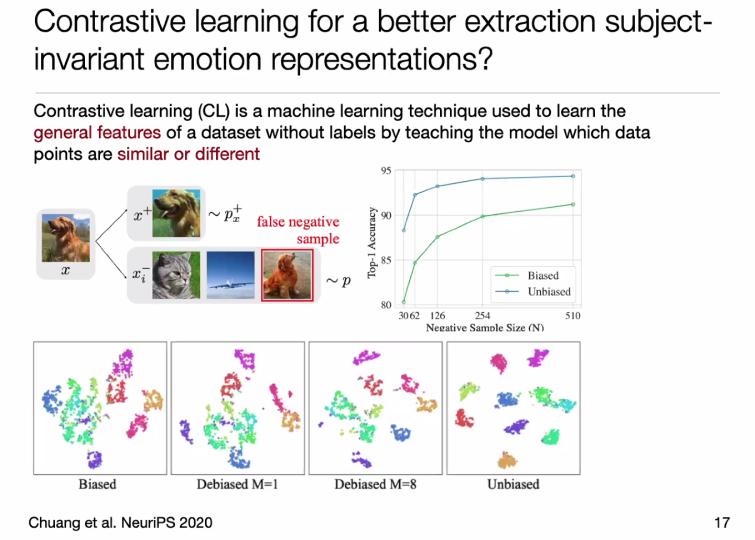 Contrastive learning for a better extraction subject-
invariant emotion representations?
Contrastive learning (CL) is a machine learning technique used to learn the
general features of a dataset without labels by teaching the model which data
points are similar or different
x
x+
∼ p_x^+
false negative
sample
x_i^-
∼ p
95
90
85
80
Top-1 Accuracy
Biased
Unbiased
30 62 126 254 510
Negative Sample Size (N)
Biased
Debiased M=1
Debiased M=8
Unbiased
Chuang et al. NeuriPS 2020
17